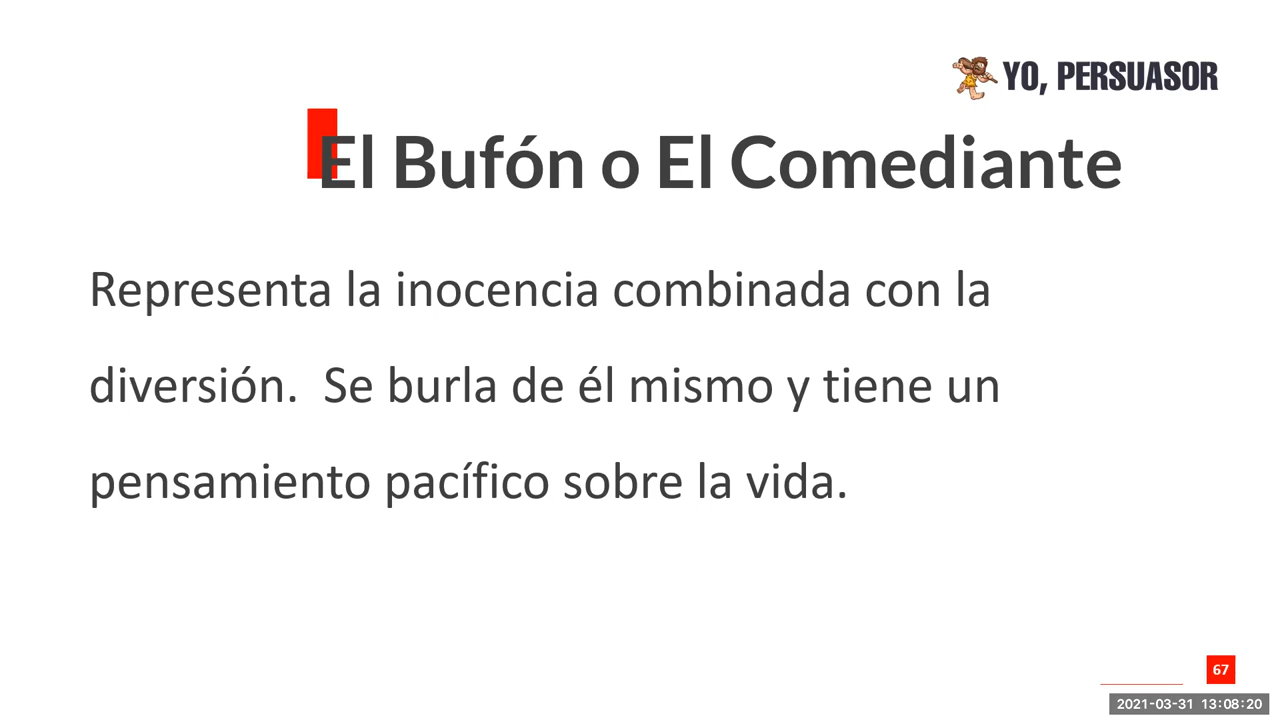 YO, PERSUASOR
El Bufón o El Comediante
Representa la inocencia combinada con la
diversión.  Se burla de él mismo y tiene un
pensamiento pacífico sobre la vida.
67
2021-03-31 13:08:20